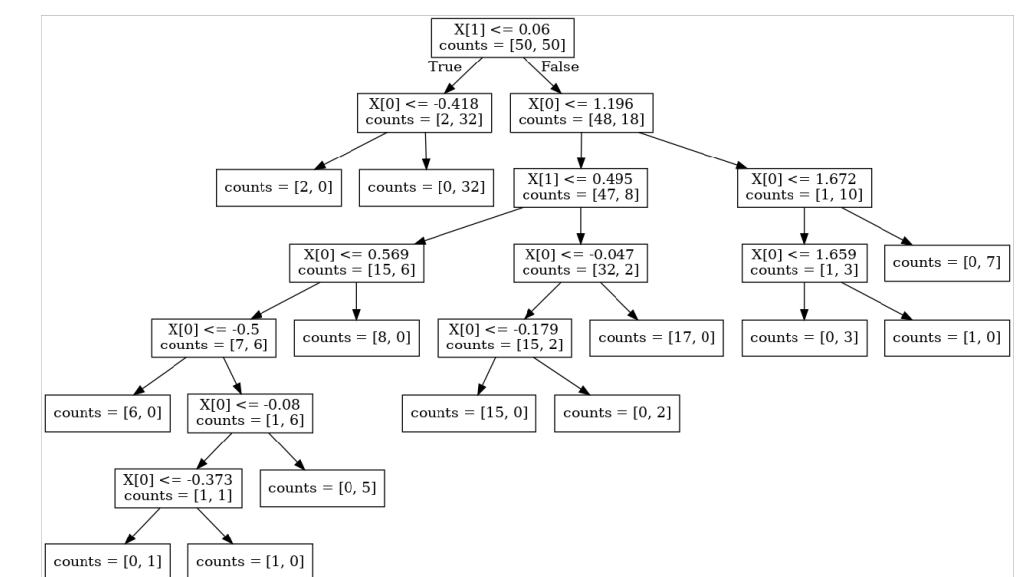 X[1] <= 0.06
counts = [50, 50]
True
False
X[0] <= -0.418
counts = [2, 32]
X[0] <= 1.196
counts = [48, 18]
counts = [2, 0]
counts = [0, 32]
X[1] <= 0.495
counts = [47, 8]
X[0] <= 1.672
counts = [1, 10]
X[0] <= 0.569
counts = [15, 6]
X[0] <= -0.047
counts = [32, 2]
X[0] <= 1.659
counts = [1, 3]
counts = [0, 7]
X[0] <= -0.5
counts = [7, 6]
counts = [8, 0]
X[0] <= -0.179
counts = [15, 2]
counts = [17, 0]
counts = [0, 3]
counts = [1, 0]
counts = [6, 0]
X[0] <= -0.08
counts = [1, 6]
counts = [15, 0]
counts = [0, 2]
X[0] <= -0.373
counts = [1, 1]
counts = [0, 5]
counts = [0, 1]
counts = [1, 0]